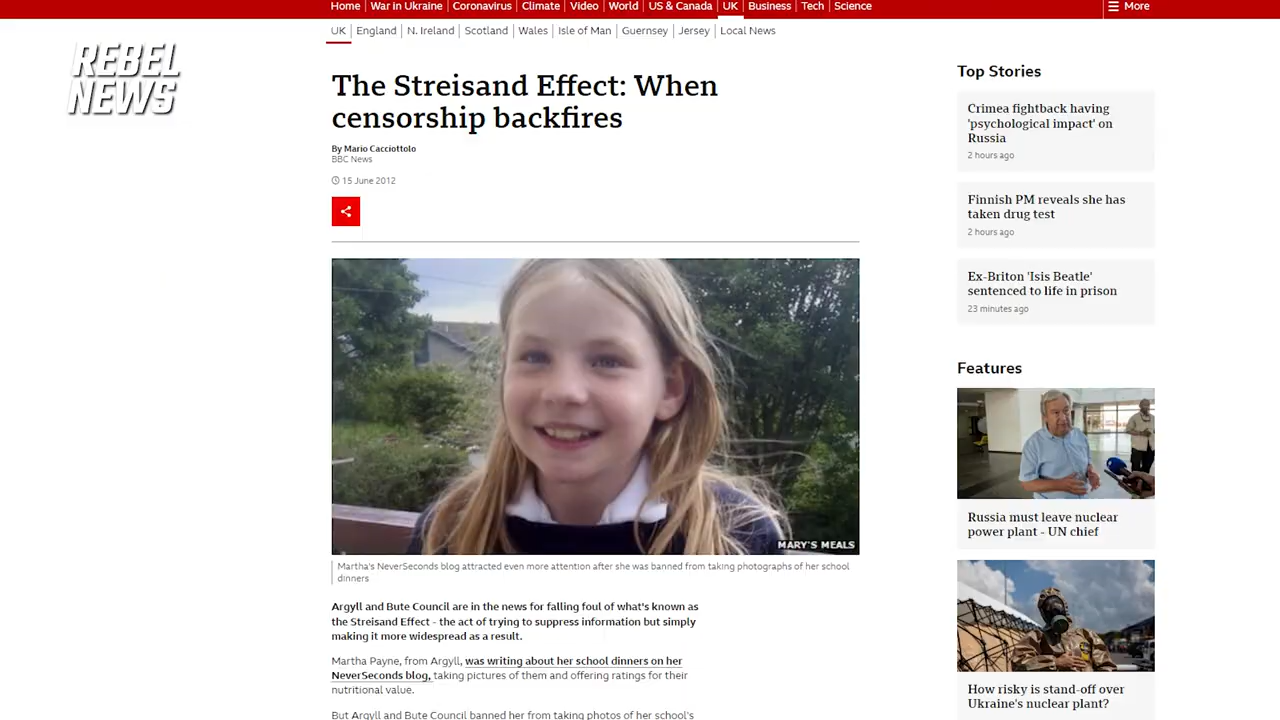 Home War in Ukraine Coronavirus Climate Video World US & Canada UK Business Tech Science More
UK England N. Ireland Scotland Wales Isle of Man Guernsey Jersey Local News
REBEL
NEWS
The Streisand Effect: When
censorship backfires
By Mario Cacciottolo
BBC News
15 June 2012
MARY'S MEALS
Martha's NeverSeconds blog attracted even more attention after she was banned from taking photographs of her school
dinners
Argyll and Bute Council are in the news for falling foul of what's known as
the Streisand Effect - the act of trying to suppress information but simply
making it more widespread as a result.
Martha Payne, from Argyll, was writing about her school dinners on her
NeverSeconds blog, taking pictures of them and offering ratings for their
nutritional value.
But Argyll and Bute Council banned her from taking photos of her school's
Top Stories
Crimea fightback having
'psychological impact' on
Russia
2 hours ago
Finnish PM reveals she has
taken drug test
2 hours ago
Ex-Briton 'Isis Beatle'
sentenced to life in prison
23 minutes ago
Features
Russia must leave nuclear
power plant - UN chief
How risky is stand-off over
Ukraine's nuclear plant?